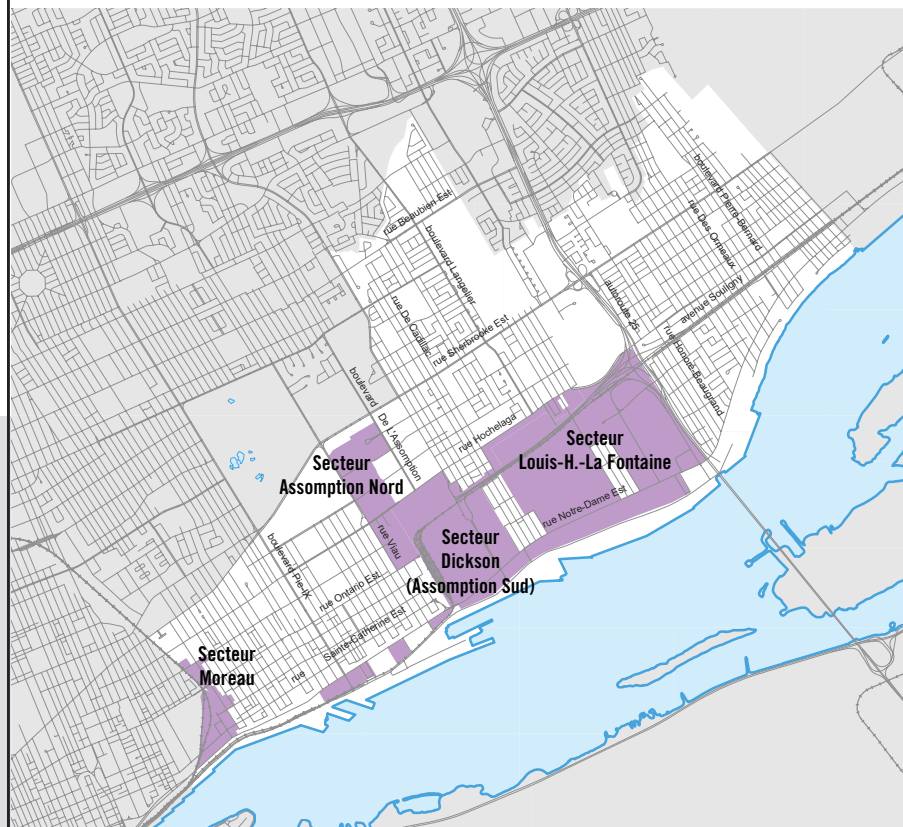 boulevard Pierre-Bernard
rue Des Ormeaux
rue Beaubien Est
boulevard Langelier
autoroute 25
avenue Souligny
rue De Cadillac
rue Sherbrooke Est
rue Honoré-Beaugrand
boulevard
De L'Assomption
rue Hochelaga
Secteur
Louis-H.-La Fontaine
Secteur
Assomption Nord
rue Notre-Dame Est
rue Viau
Secteur
Dickson
(Assomption Sud)
boulevard Pie-IX
rue Ontario Est
rue Sainte-Catherine Est
Secteur
Moreau